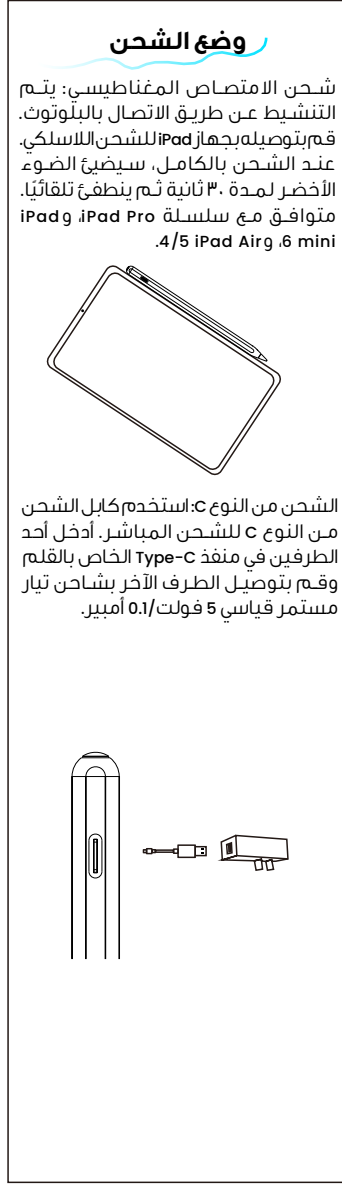 وضع الشحن
شحن الامتصاص المغناطيسي: يتم
التنشيط عن طريق الاتصال بالبلوتوث.
قم بتوصيله بجهاز iPad للشحن اللاسلكي.
عند الشحن بالكامل، سيضيئ الضوء
الأخضر لمدة ٣٠ ثانية ثم ينطفئ تلقائيًا.
متوافق مع سلسلة iPad Pro، وiPad
6 mini، وiPad Air 4/5.
الشحن من النوع C: استخدم كابل الشحن
من النوع C للشحن المباشر. أدخل أحد
الطرفين في منفذ Type-C الخاص بالقلم
وقم بتوصيل الطرف الآخر بشاحن تيار
مستمر قياسي 5 فولت/0.1 أمبير.